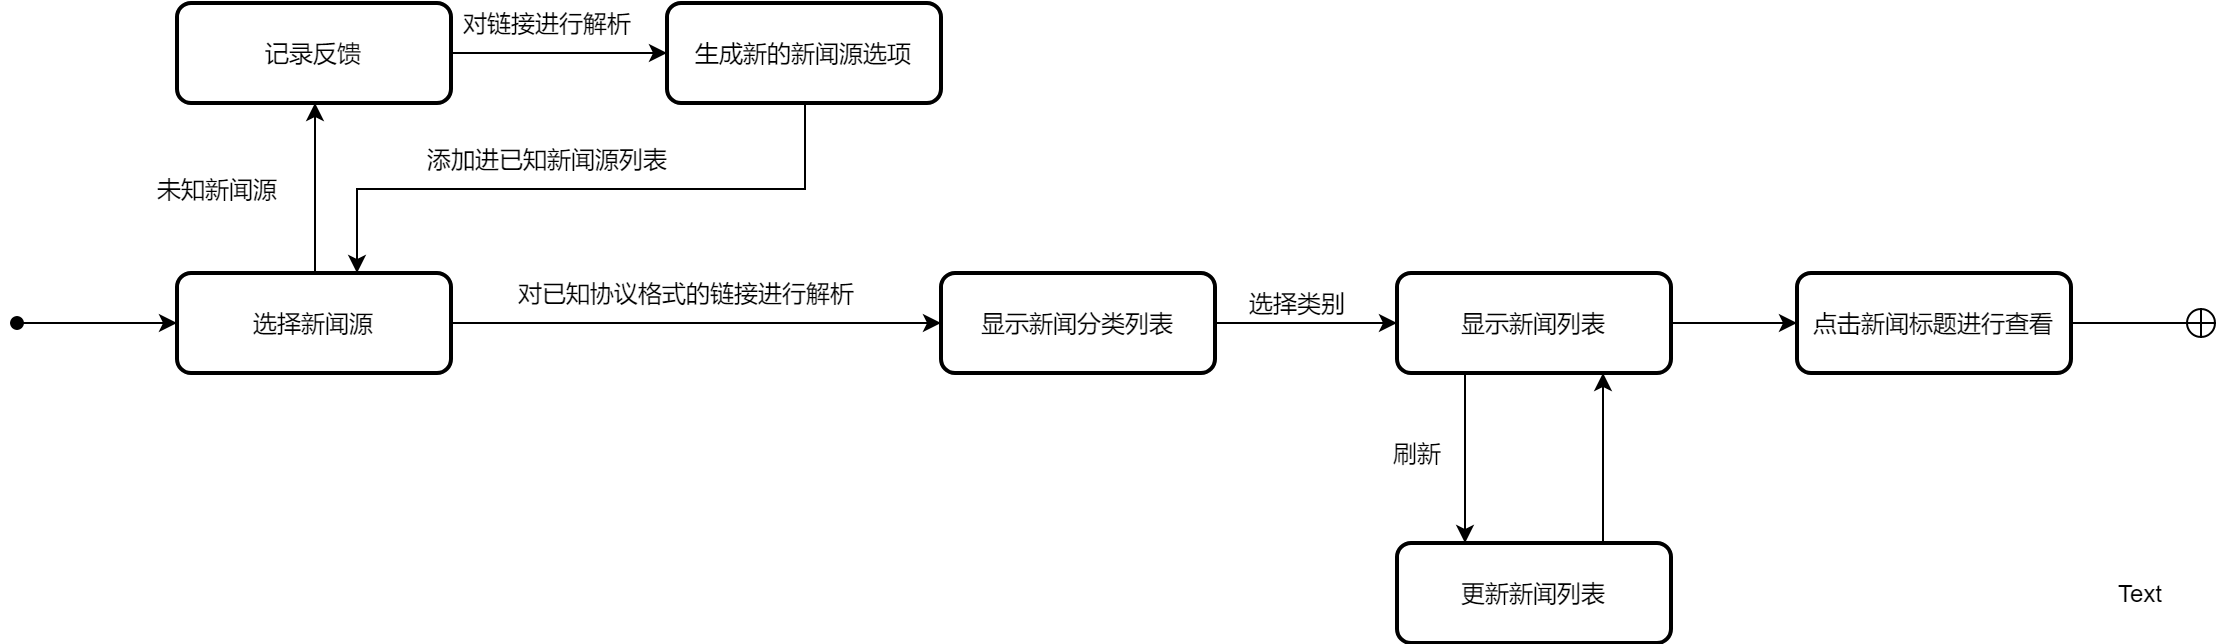 记录反馈
对链接进行解析
生成新的新闻源选项
未知新闻源
添加进已知新闻源列表
选择新闻源
对已知协议格式的链接进行解析
显示新闻分类列表
选择类别
显示新闻列表
点击新闻标题进行查看
刷新
更新新闻列表
Text